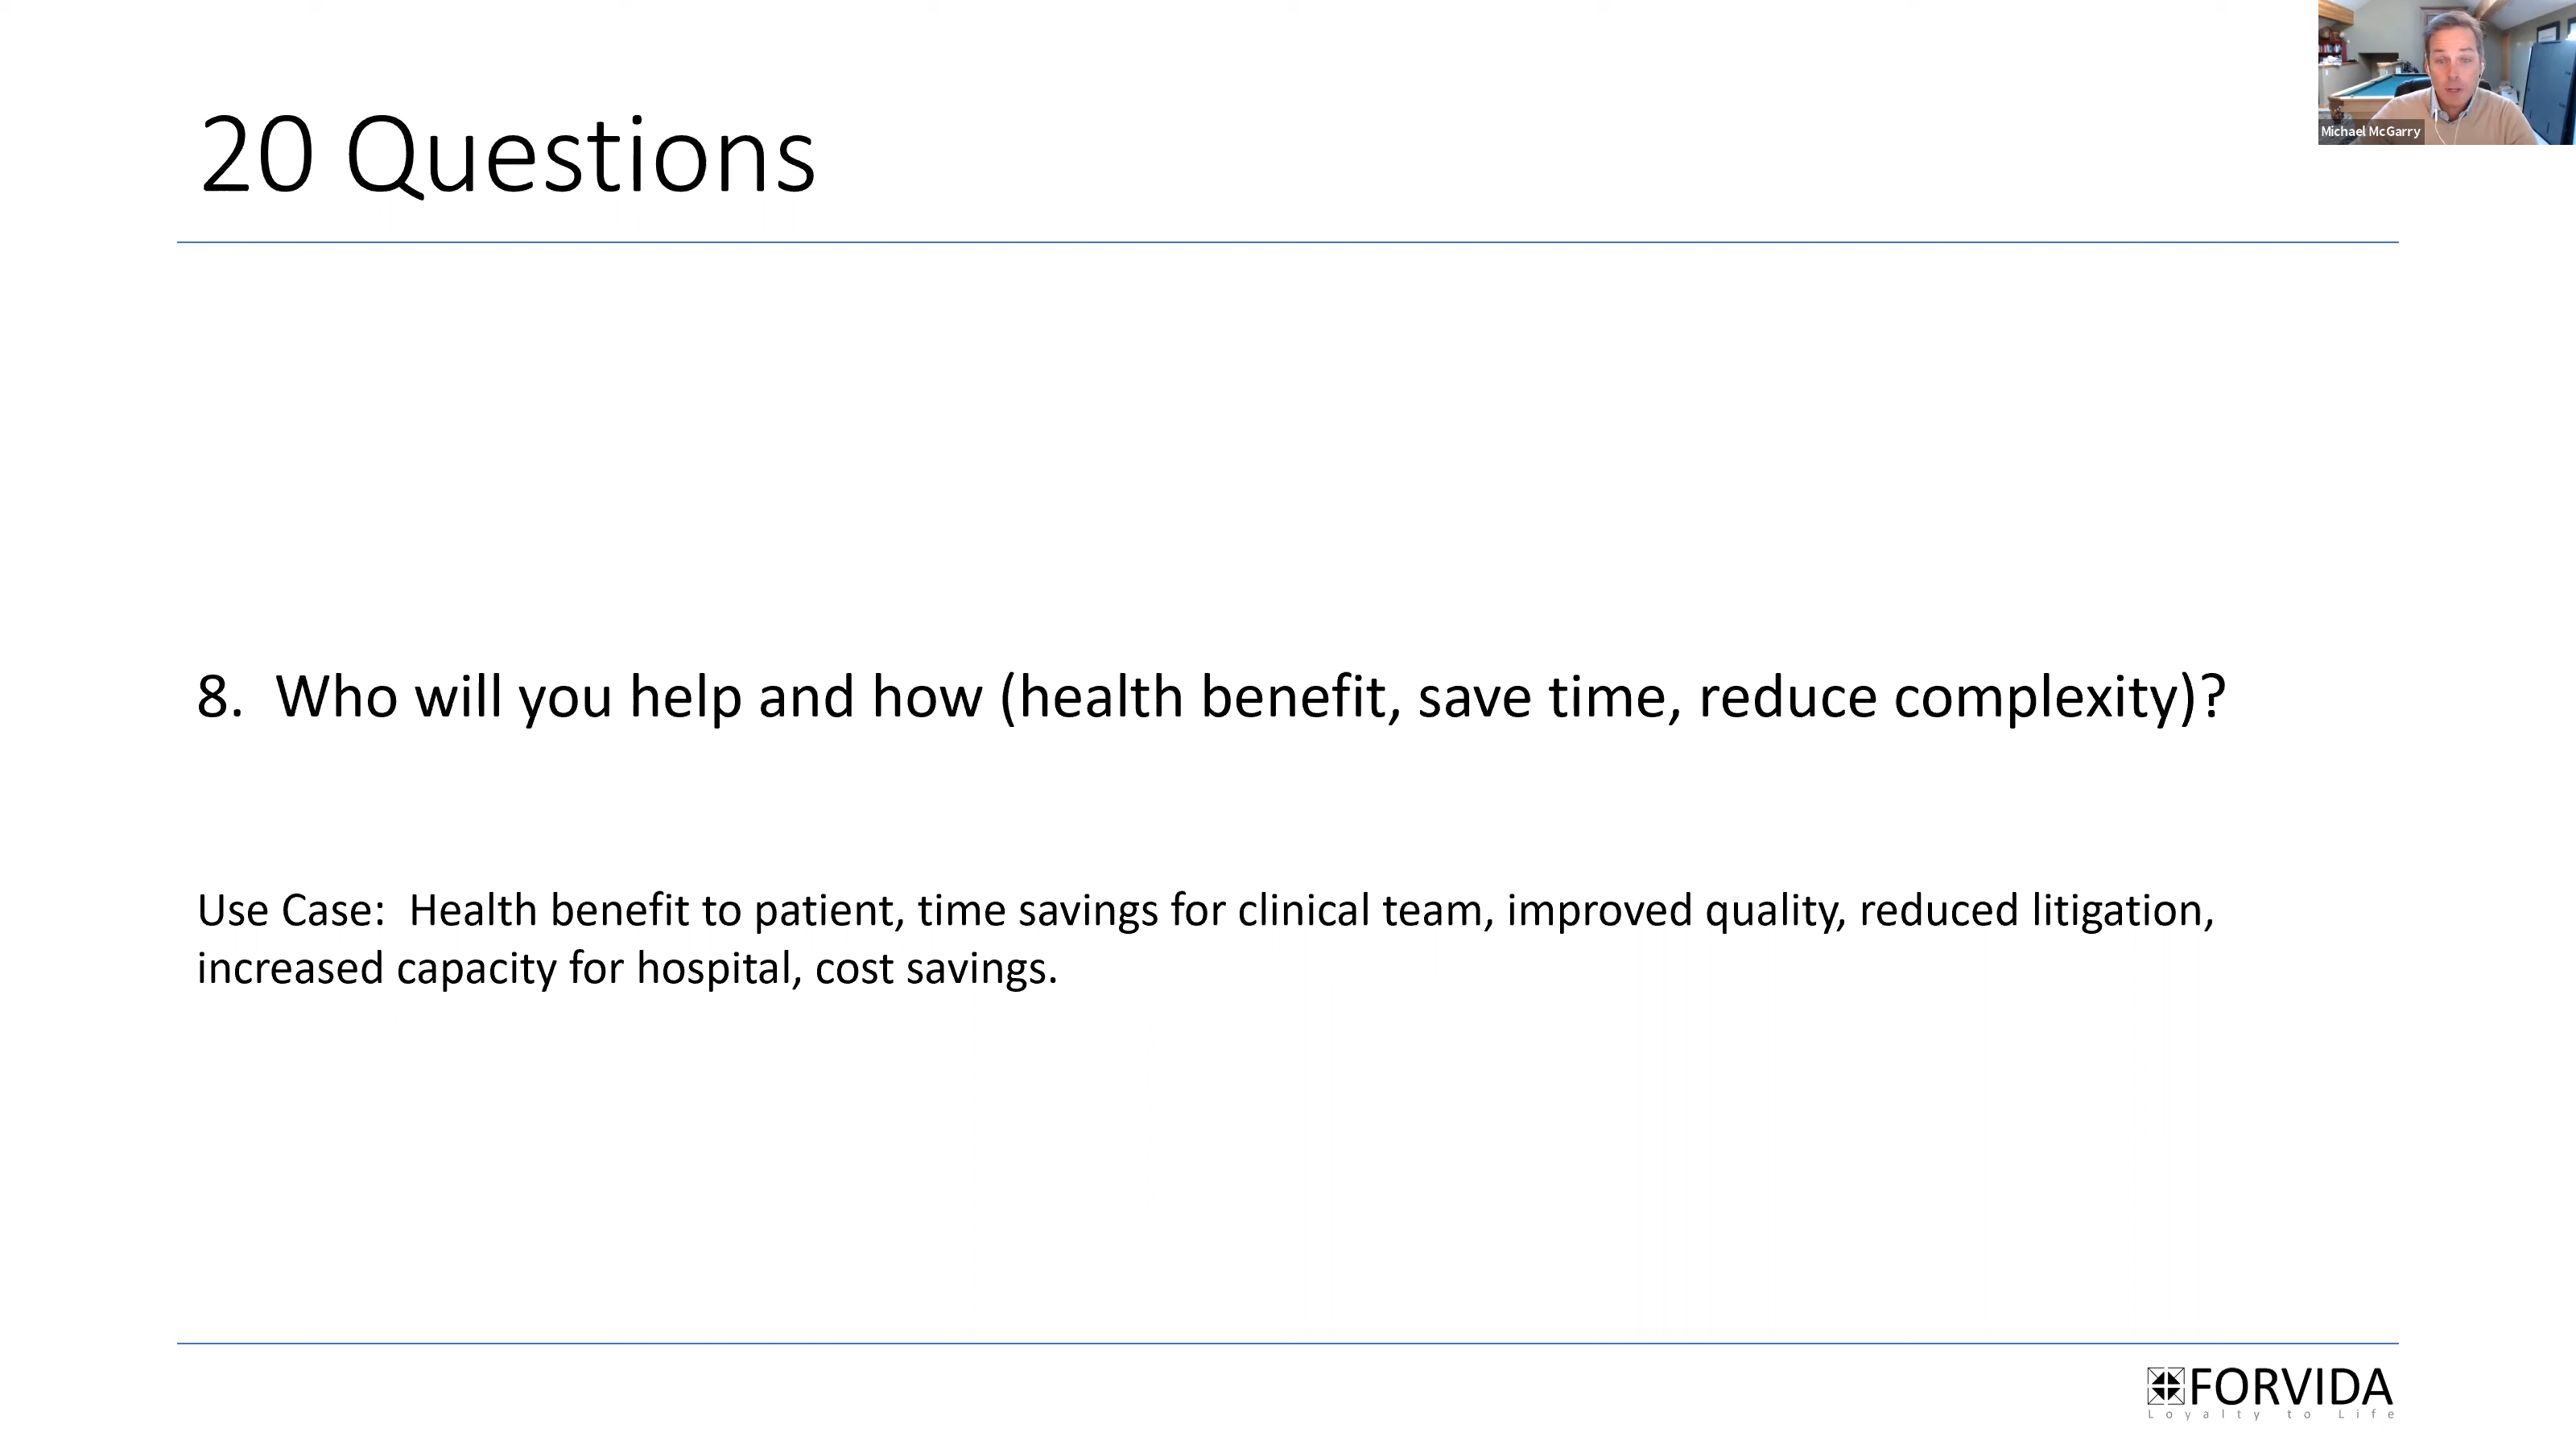 20 Questions
Michael McGarry
8. Who will you help and how (health benefit, save time, reduce complexity)?
Use Case: Health benefit to patient, time savings for clinical team, improved quality, reduced litigation,
increased capacity for hospital, cost savings.
FORVIDA
Loyalty to Life